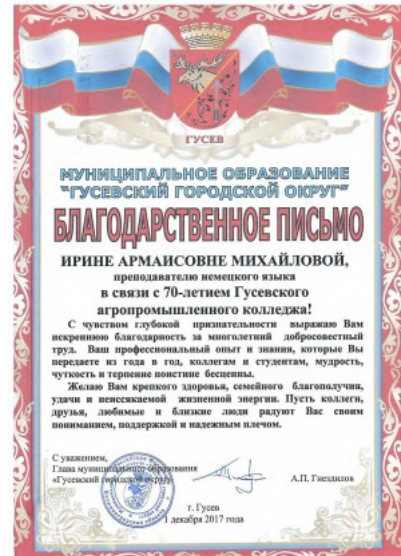 ГУСЕВ
МУНИЦИПАЛЬНОЕ ОБРАЗОВАНИЕ
"ГУСЕВСКИЙ ГОРОДСКОЙ ОКРУГ"
БЛАГОДАРСТВЕННОЕ ПИСЬМО
ИРИНЕ АРМАИСОВНЕ МИХАЙЛОВОЙ,
преподавателю немецкого языка
в связи с 70-летием Гусевского
агропромышленного колледжа!
С чувством глубокой признательности выражаю Вам
искреннюю благодарность за многолетний добросовестный
труд. Ваш профессиональный опыт и знания, которые Вы
передаете из года в год, коллегам и студентам, мудрость,
чуткость и терпение поистине бесценны.
Желаю Вам крепкого здоровья, семейного благополучия,
удачи и неиссякаемой жизненной энергии. Пусть коллеги,
друзья, любимые и близкие люди радуют Вас своим
пониманием, поддержкой и надежным плечом.
С уважением,
Глава муниципального образования
«Гусевский городской округ»
А.П. Гнездилов
г. Гусев
1 декабря 2017 года